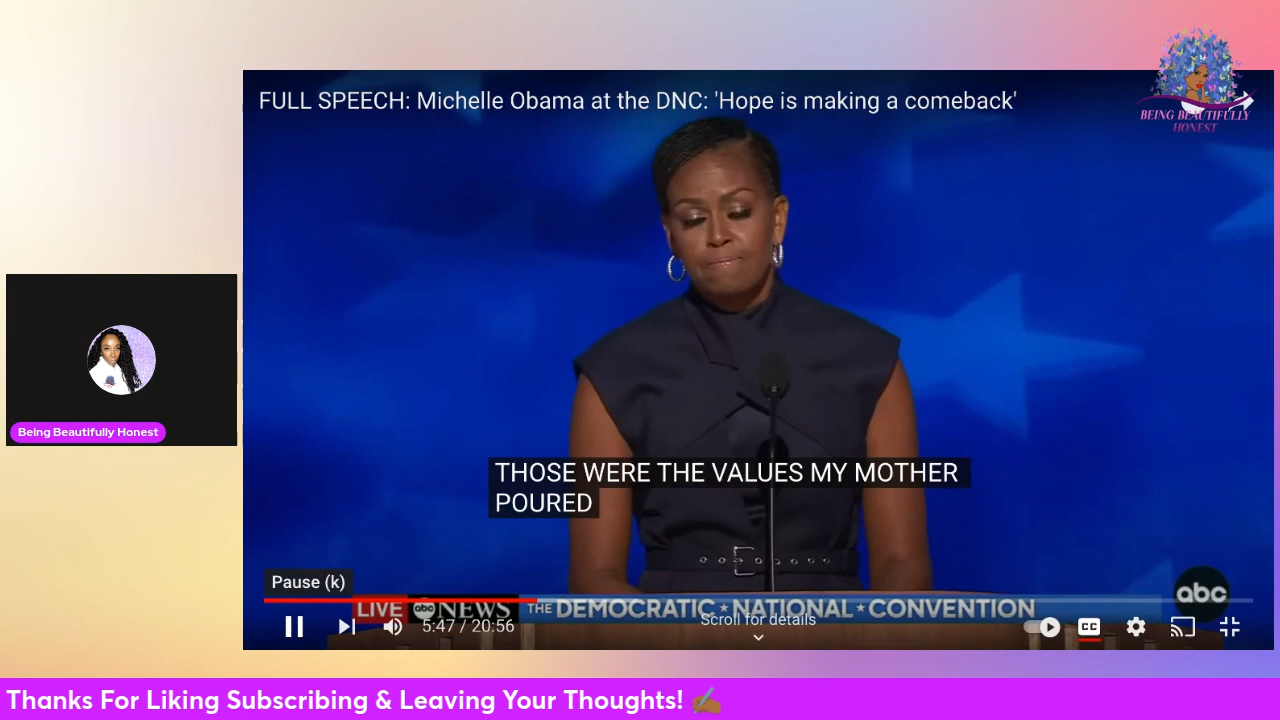 FULL SPEECH: Michelle Obama at the DNC: 'Hope is making a comeback'
BEING BEAUTIFULLY
HONEST
Being Beautifully Honest
THOSE WERE THE VALUES MY MOTHER
POURED
Pause (k)
LIVE abc NEWS THE DEMOCRATIC NATIONAL CONVENTION
abc
5:47 / 20:56
Scroll for details
CC
Thanks For Liking Subscribing & Leaving Your Thoughts! ✍🏾